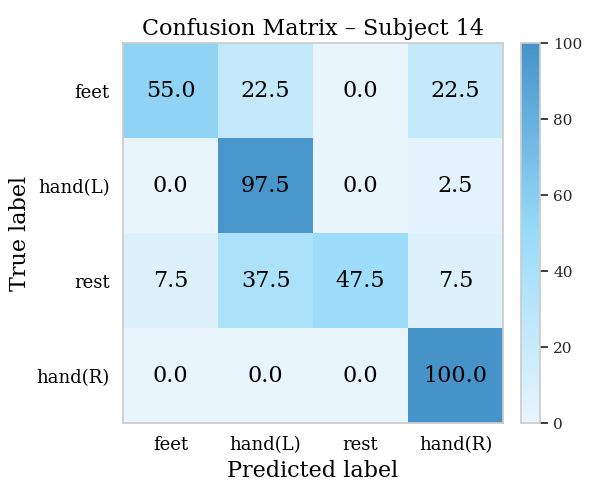 Confusion Matrix – Subject 14
True label
feet 55.0 22.5 0.0 22.5
hand(L) 0.0 97.5 0.0 2.5
rest 7.5 37.5 47.5 7.5
hand(R) 0.0 0.0 0.0 100.0
feet hand(L) rest hand(R)
Predicted label
100
80
60
40
20
0